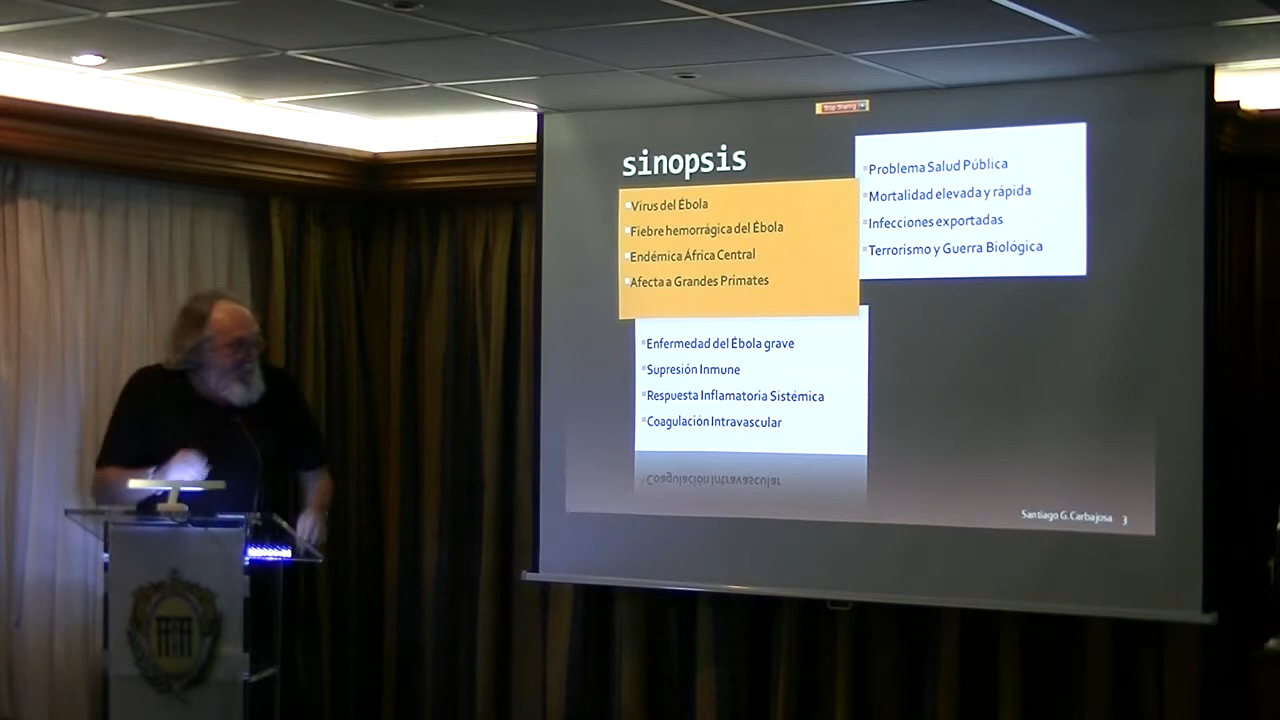 Stop Sharing
sinopsis
Virus del Ébola
Fiebre hemorrágica del Ébola
Endémica África Central
Afecta a Grandes Primates
Problema Salud Pública
Mortalidad elevada y rápida
Infecciones exportadas
Terrorismo y Guerra Biológica
Enfermedad del Ébola grave
Supresión Inmune
Respuesta Inflamatoria Sistémica
Coagulación Intravascular
Coagulación Intravascular
Santiago G. Carbajosa 3